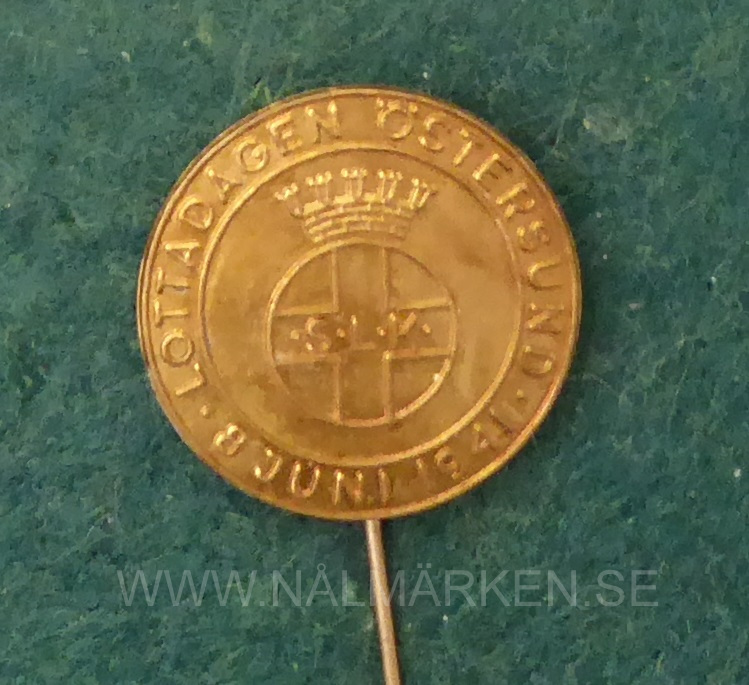 LOTTADAGEN ÖSTERSUND ·
8 JUNI 1941 ·
·S·L·K·
WWW.NÅLMÄRKEN.SE